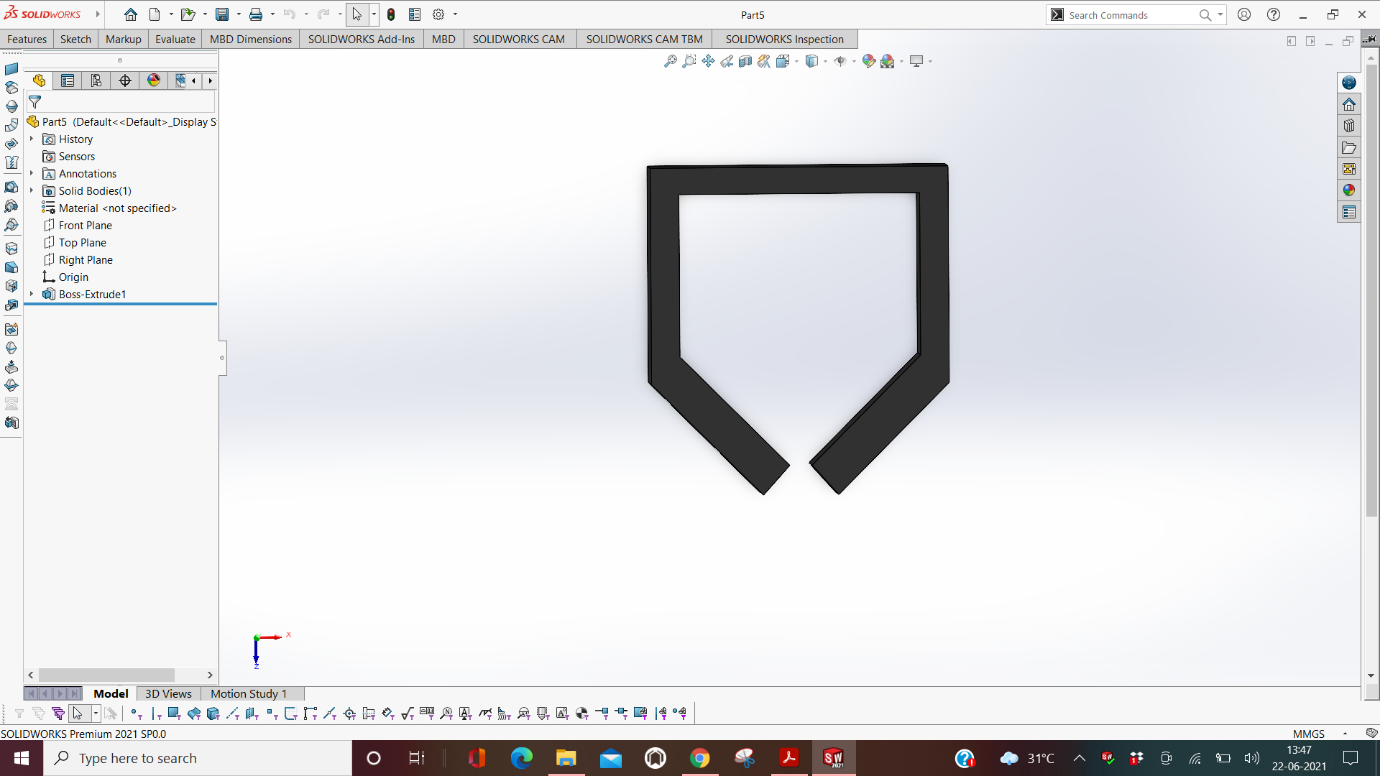 SOLIDWORKS
Part5
Search Commands
Features Sketch Markup Evaluate MBD Dimensions SOLIDWORKS Add-Ins MBD SOLIDWORKS CAM SOLIDWORKS CAM TBM SOLIDWORKS Inspection
Part5 (Default<<Default>_Display S
History
Sensors
Annotations
Solid Bodies(1)
Material <not specified>
Front Plane
Top Plane
Right Plane
Origin
Boss-Extrude1
X
Z
Model 3D Views Motion Study 1
SOLIDWORKS Premium 2021 SP0.0
MMGS
Type here to search
SW
2021
31°C
13:47
22-06-2021